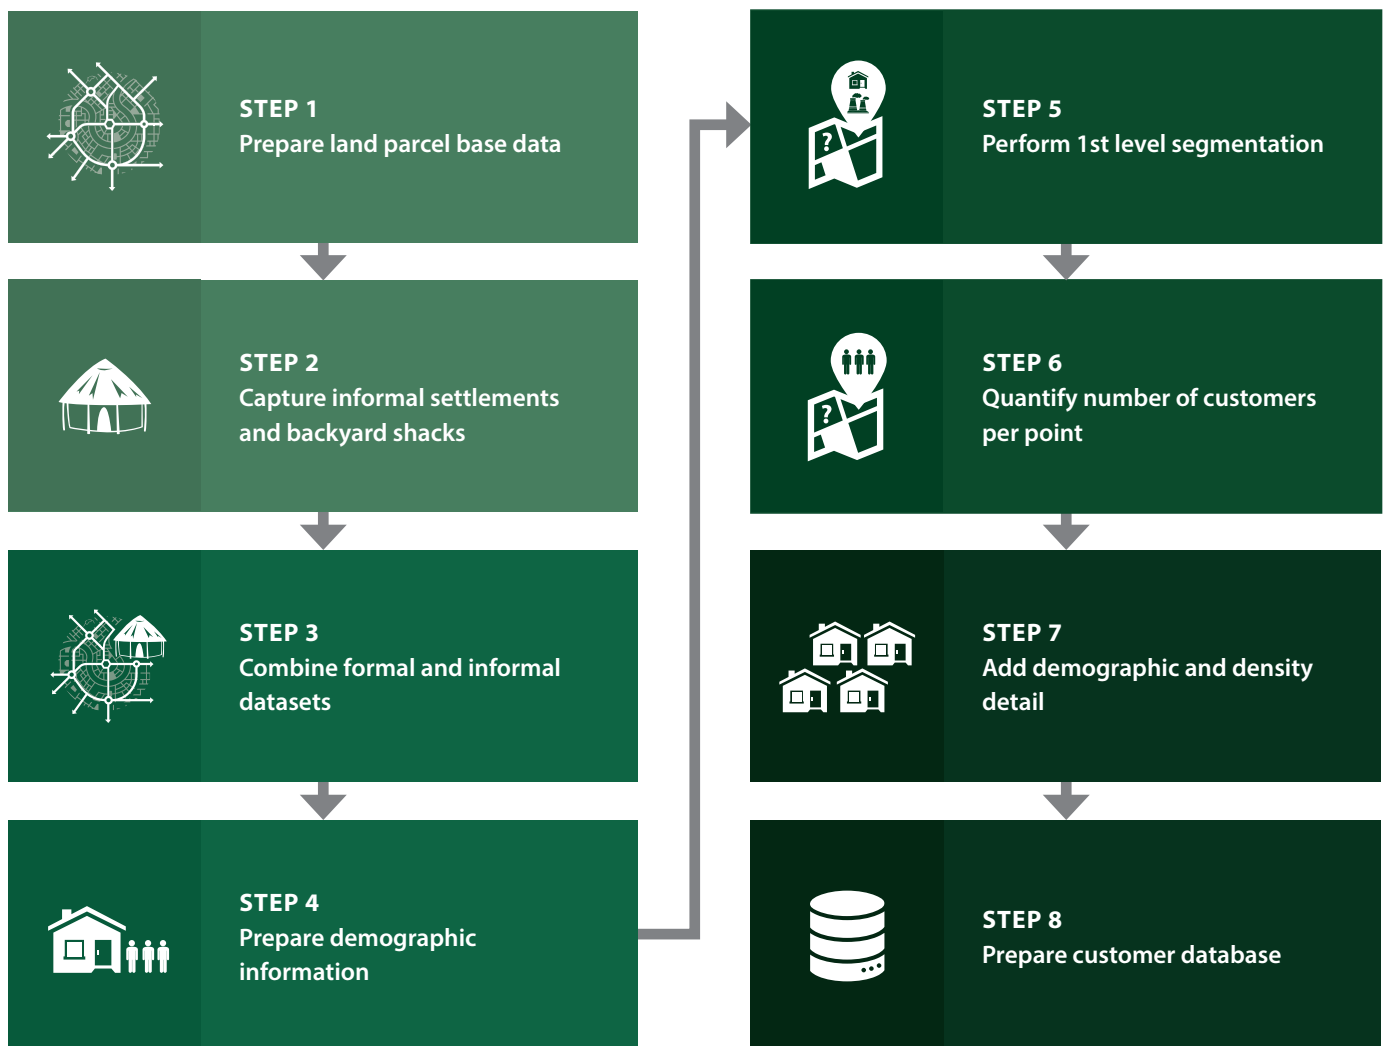 STEP 1
Prepare land parcel base data
STEP 2
Capture informal settlements
and backyard shacks
STEP 3
Combine formal and informal
datasets
STEP 4
Prepare demographic
information
STEP 5
Perform 1st level segmentation
?
STEP 6
Quantify number of customers
per point
?
STEP 7
Add demographic and density
detail
STEP 8
Prepare customer database